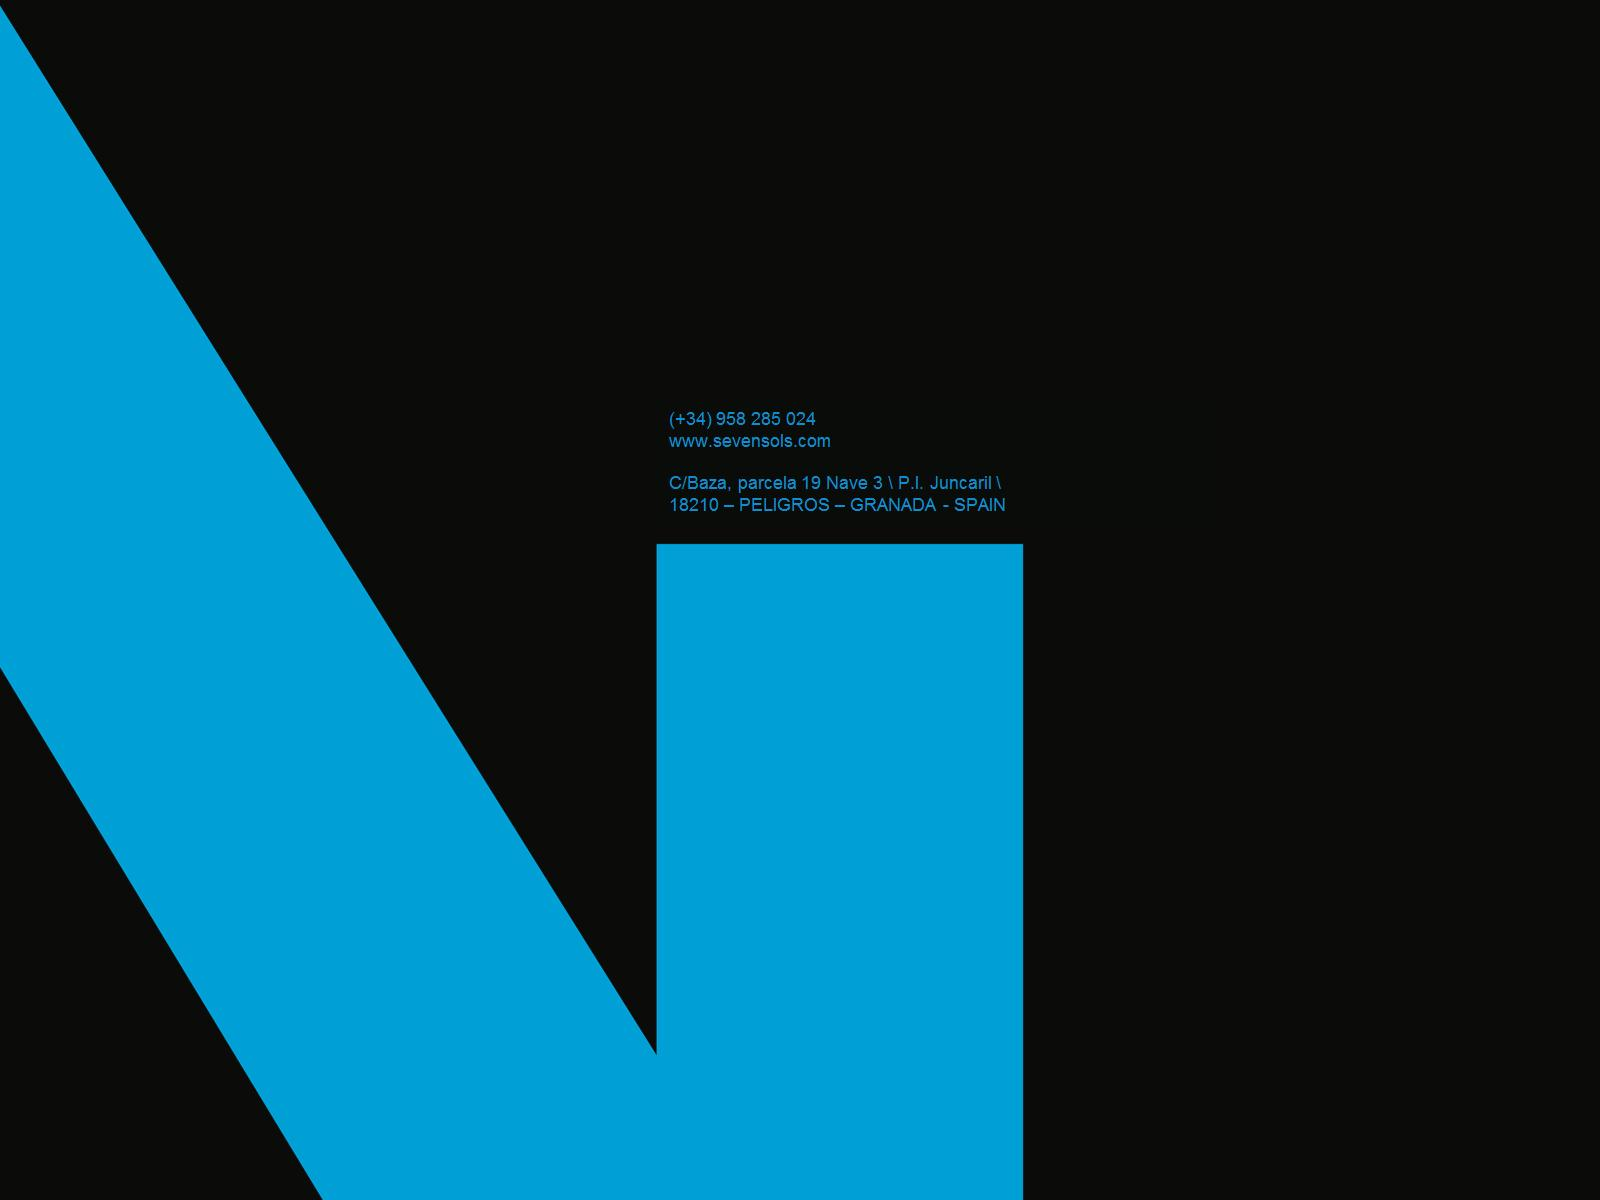 (+34) 958 285 024
www.sevensols.com
C/Baza, parcela 19 Nave 3 \ P.I. Juncaril \
18210 – PELIGROS – GRANADA - SPAIN